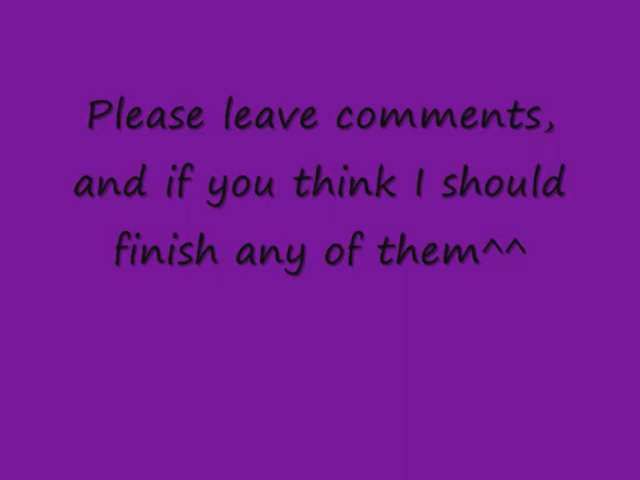 Please leave comments,
and if you think I should
finish any of them^^